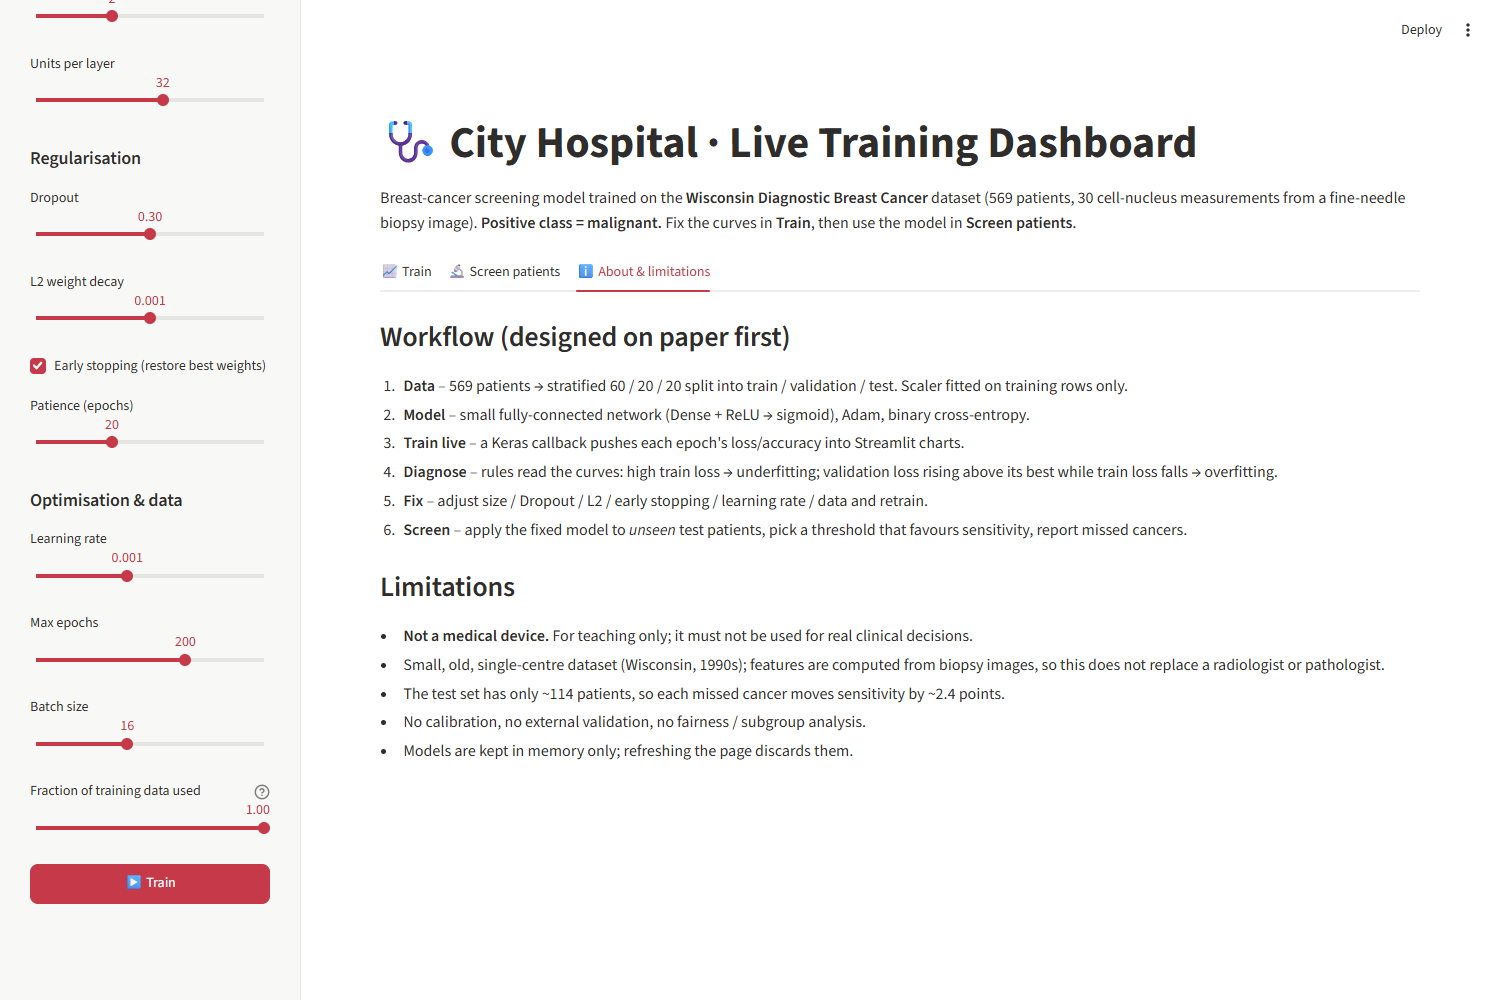 2
Units per layer
32
Regularisation
Dropout
0.30
L2 weight decay
0.001
Early stopping (restore best weights)
Patience (epochs)
20
Optimisation & data
Learning rate
0.001
Max epochs
200
Batch size
16
Fraction of training data used
1.00
Train
Deploy
City Hospital · Live Training Dashboard
Breast-cancer screening model trained on the Wisconsin Diagnostic Breast Cancer dataset (569 patients, 30 cell-nucleus measurements from a fine-needle
biopsy image). Positive class = malignant. Fix the curves in Train, then use the model in Screen patients.
Train Screen patients About & limitations
Workflow (designed on paper first)
1. Data – 569 patients → stratified 60 / 20 / 20 split into train / validation / test. Scaler fitted on training rows only.
2. Model – small fully-connected network (Dense + ReLU → sigmoid), Adam, binary cross-entropy.
3. Train live – a Keras callback pushes each epoch's loss/accuracy into Streamlit charts.
4. Diagnose – rules read the curves: high train loss → underfitting; validation loss rising above its best while train loss falls → overfitting.
5. Fix – adjust size / Dropout / L2 / early stopping / learning rate / data and retrain.
6. Screen – apply the fixed model to unseen test patients, pick a threshold that favours sensitivity, report missed cancers.
Limitations
• Not a medical device. For teaching only; it must not be used for real clinical decisions.
• Small, old, single-centre dataset (Wisconsin, 1990s); features are computed from biopsy images, so this does not replace a radiologist or pathologist.
• The test set has only ~114 patients, so each missed cancer moves sensitivity by ~2.4 points.
• No calibration, no external validation, no fairness / subgroup analysis.
• Models are kept in memory only; refreshing the page discards them.